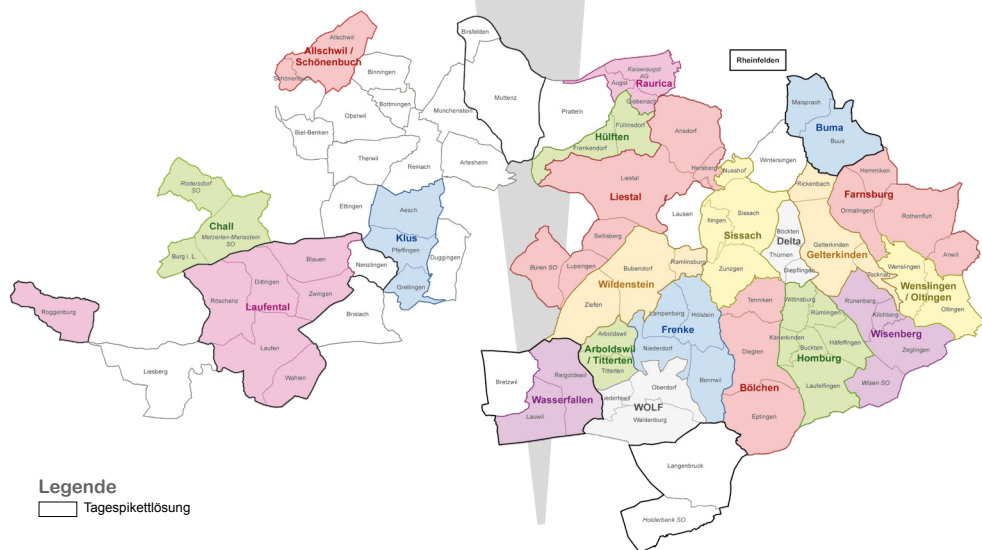 Birsfelden
Allschwil
Allschwil /
Schönenbuch
Schönenbuch
Binningen
Bottmingen
Oberwil
Biel-Benken
Therwil
Reinach
Münchenstein
Arlesheim
Muttenz
Pratteln
Ettingen
Kaiseraugst
AG
Augst
Raurica
Giebenach
Füllinsdorf
Hülften
Frenkendorf
Arisdorf
Hersberg
Rheinfelden
Maisprach
Buma
Buus
Wintersingen
Nusshof
Hemmiken
Rickenbach
Farnsburg
Ormalingen
Rothenfluh
Anwil
Liestal
Liestal
Lausen
Itingen
Sissach
Sissach
Zunzgen
Böckten
Delta
Thürnen
Diepflingen
Gelterkinden
Gelterkinden
Tecknau
Wenslingen
Wenslingen
/ Oltingen
Oltingen
Rodersdorf
SO
Chall
Metzerlen-Mariastein
SO
Burg i. L.
Aesch
Klus
Pfeffingen
Duggingen
Grellingen
Nenzlingen
Blauen
Dittingen
Zwingen
Röschenz
Laufental
Brislach
Laufen
Wahlen
Roggenburg
Liesberg
Seltisberg
Büren SO
Lupsingen
Bubendorf
Ramlinsburg
Wildenstein
Ziefen
Lampenberg
Hölstein
Frenke
Niederdorf
Bennwil
Arboldswil
Arboldswil
/ Titterten
Titterten
Tenniken
Diegten
Bölchen
Eptingen
Wittinsburg
Rümlingen
Känerkinden
Buckten
Häfelfingen
Homburg
Läufelfingen
Rünenberg
Kilchberg
Wisenberg
Zeglingen
Wisen SO
Bretzwil
Reigoldswil
Wasserfallen
Lauwil
Liedertswil
Oberdorf
WOLF
Waldenburg
Langenbruck
Holderbank SO
Legende
Tagespikettlösung